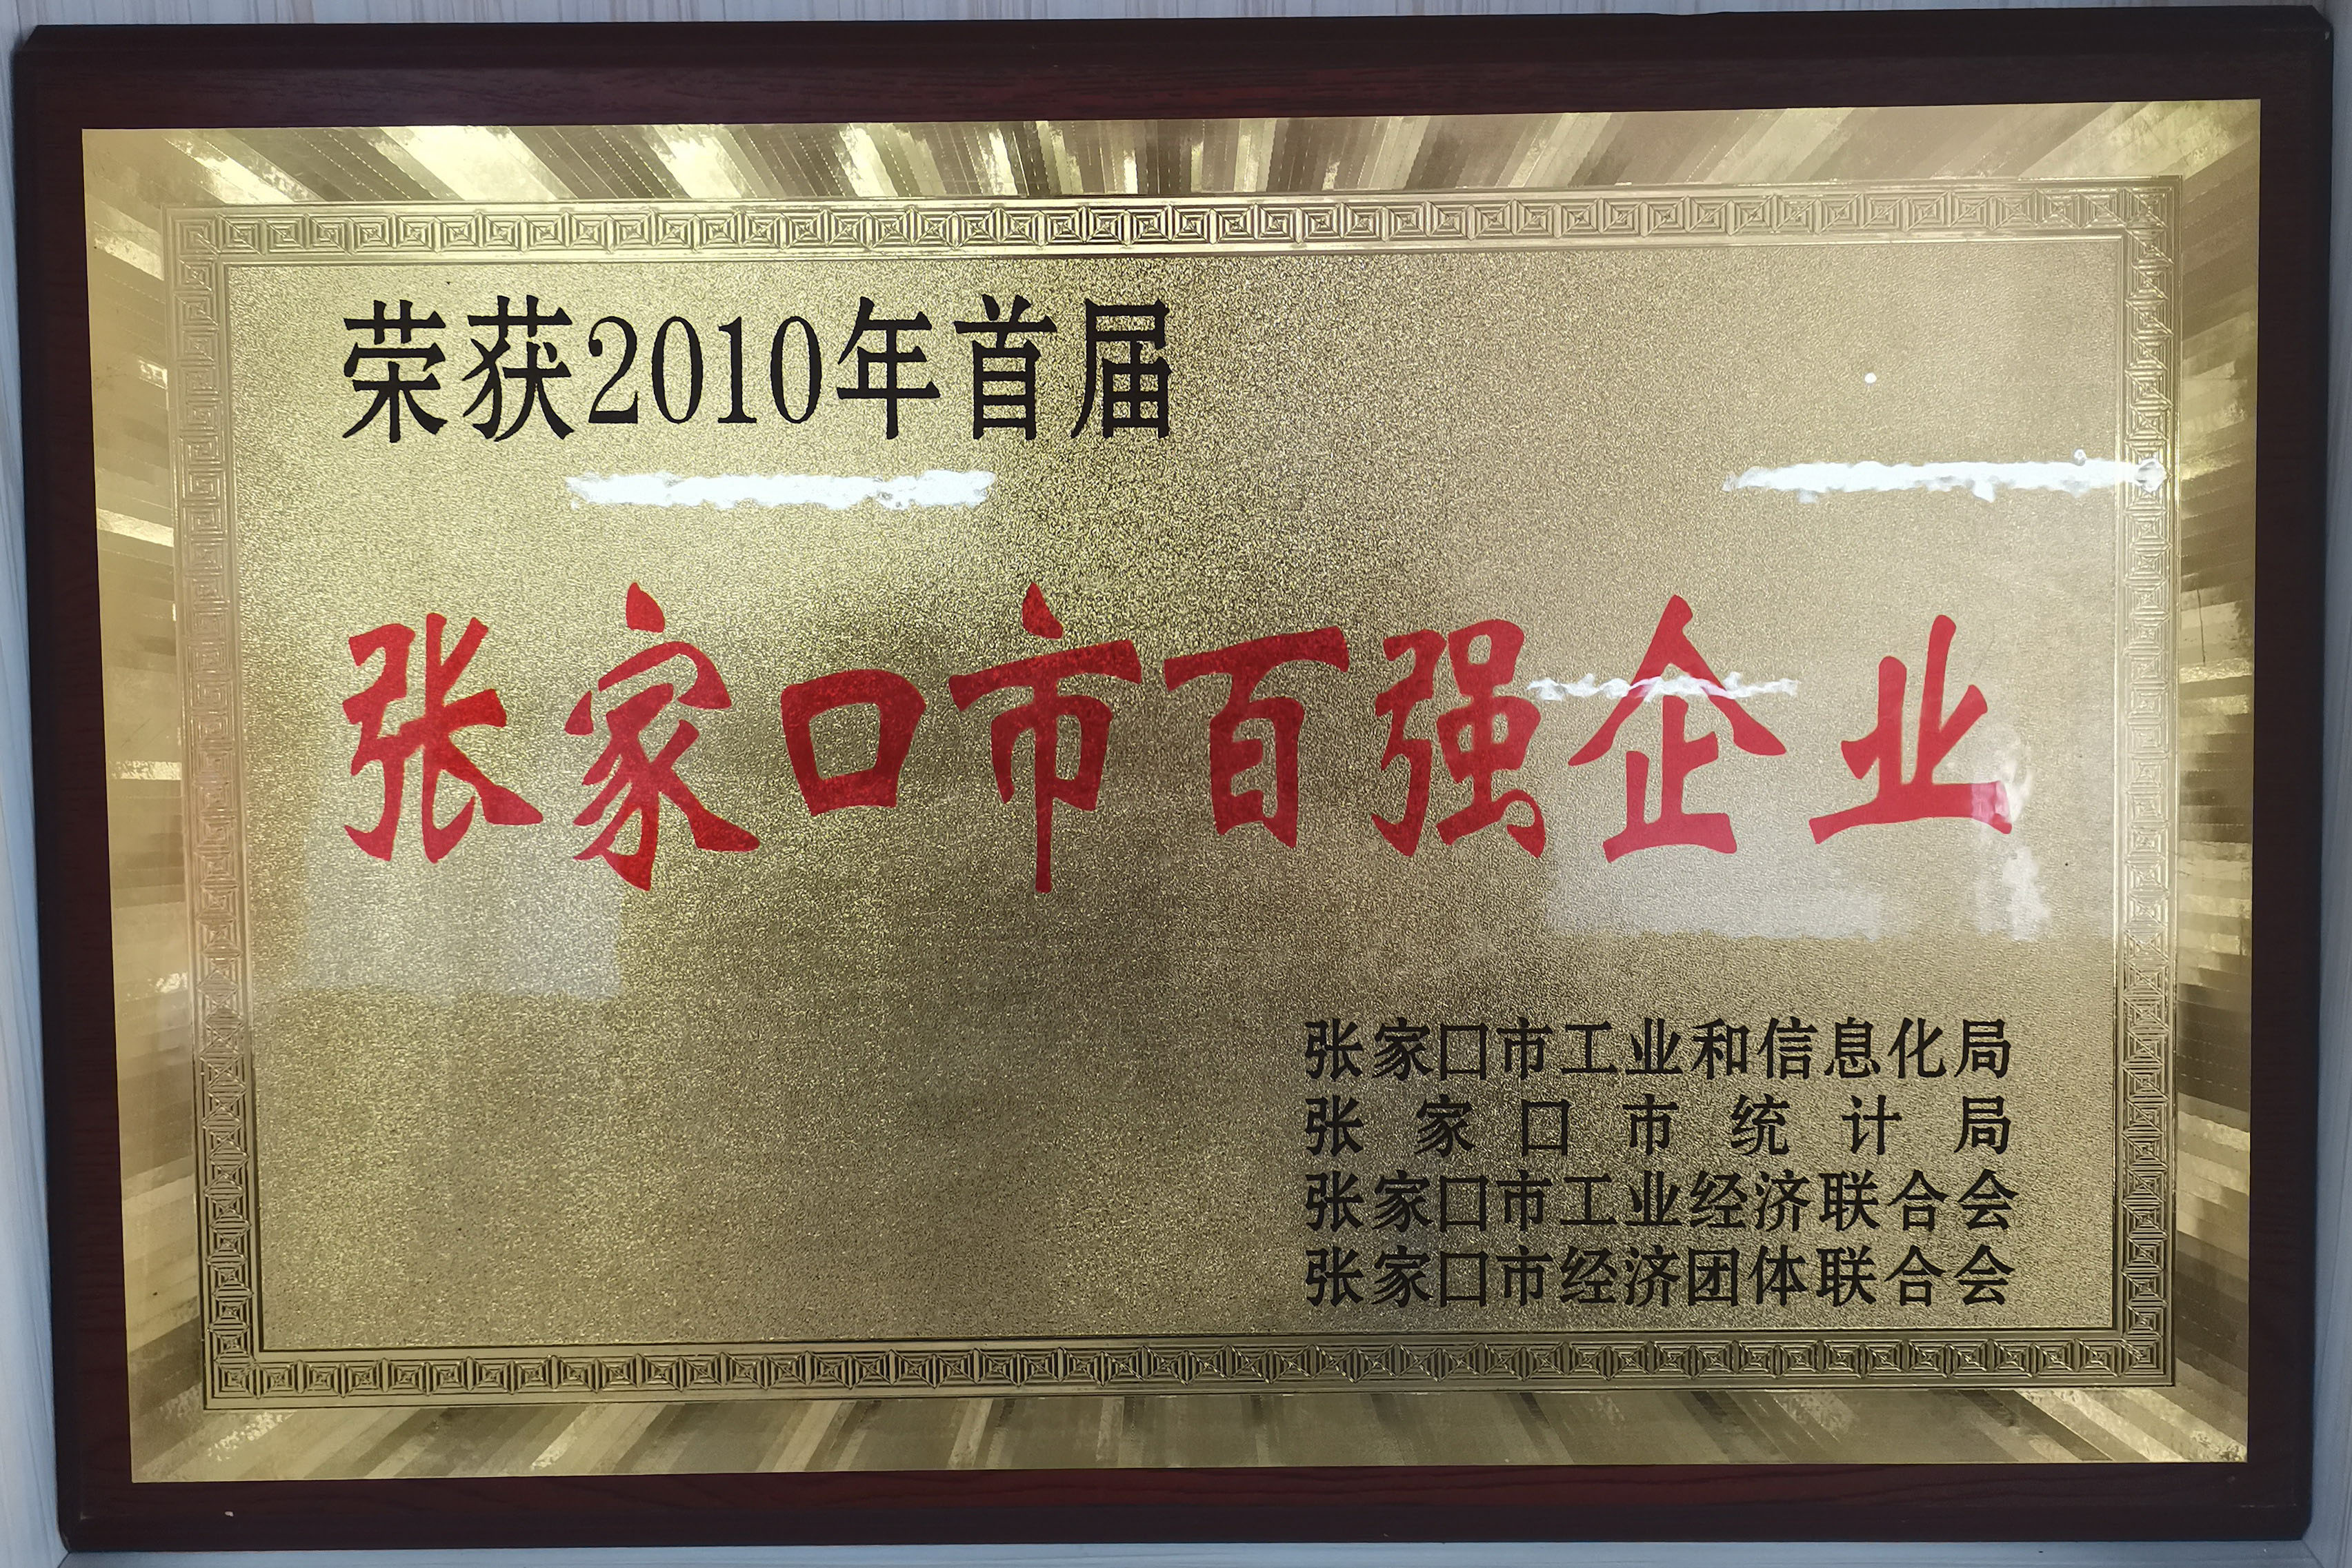 荣获2010年首届
张家口市百强企业
张家口市工业和信息化局
张家口市统计局
张家口市工业经济联合会
张家口市经济团体联合会